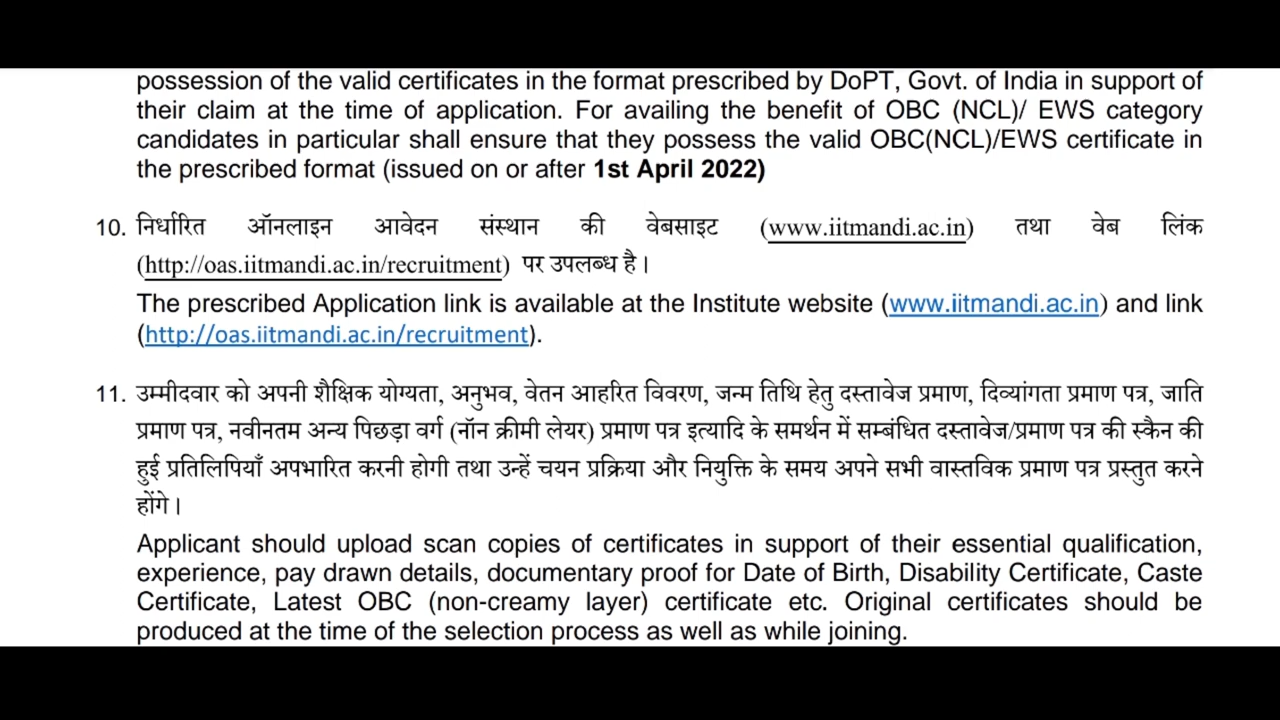 possession of the valid certificates in the format prescribed by DoPT, Govt. of India in support of
their claim at the time of application. For availing the benefit of OBC (NCL)/ EWS category
candidates in particular shall ensure that they possess the valid OBC(NCL)/EWS certificate in
the prescribed format (issued on or after 1st April 2022)
10. निर्धारित ऑनलाइन आवेदन संस्थान की वेबसाइट (www.iitmandi.ac.in) तथा वेब लिंक
(http://oas.iitmandi.ac.in/recruitment) पर उपलब्ध है।
The prescribed Application link is available at the Institute website (www.iitmandi.ac.in) and link
(http://oas.iitmandi.ac.in/recruitment).
11. उम्मीदवार को अपनी शैक्षिक योग्यता, अनुभव, वेतन आहरित विवरण, जन्म तिथि हेतु दस्तावेज प्रमाण, दिव्यांगता प्रमाण पत्र, जाति
प्रमाण पत्र, नवीनतम अन्य पिछड़ा वर्ग (नॉन क्रीमी लेयर) प्रमाण पत्र इत्यादि के समर्थन में सम्बंधित दस्तावेज/प्रमाण पत्र की स्कैन की
हुई प्रतिलिपियाँ अपभारित करनी होगी तथा उन्हें चयन प्रक्रिया और नियुक्ति के समय अपने सभी वास्तविक प्रमाण पत्र प्रस्तुत करने
होंगे।
Applicant should upload scan copies of certificates in support of their essential qualification,
experience, pay drawn details, documentary proof for Date of Birth, Disability Certificate, Caste
Certificate, Latest OBC (non-creamy layer) certificate etc. Original certificates should be
produced at the time of the selection process as well as while joining.